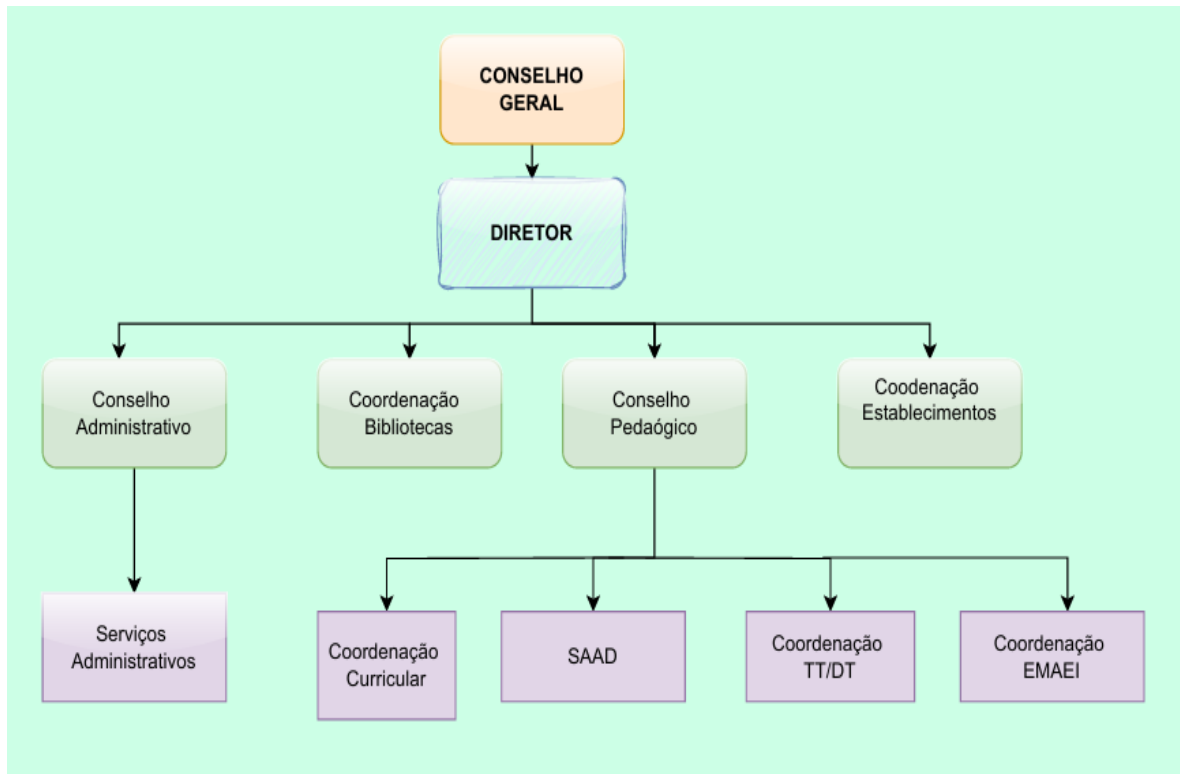 CONSELHO
GERAL
DIRETOR
Conselho
Administrativo
Coordenação
Bibliotecas
Conselho
Pedaógico
Coodenação
Establecimentos
Serviços
Administrativos
Coordenação
Curricular
SAAD
Coordenação
TT/DT
Coordenação
EMAEI